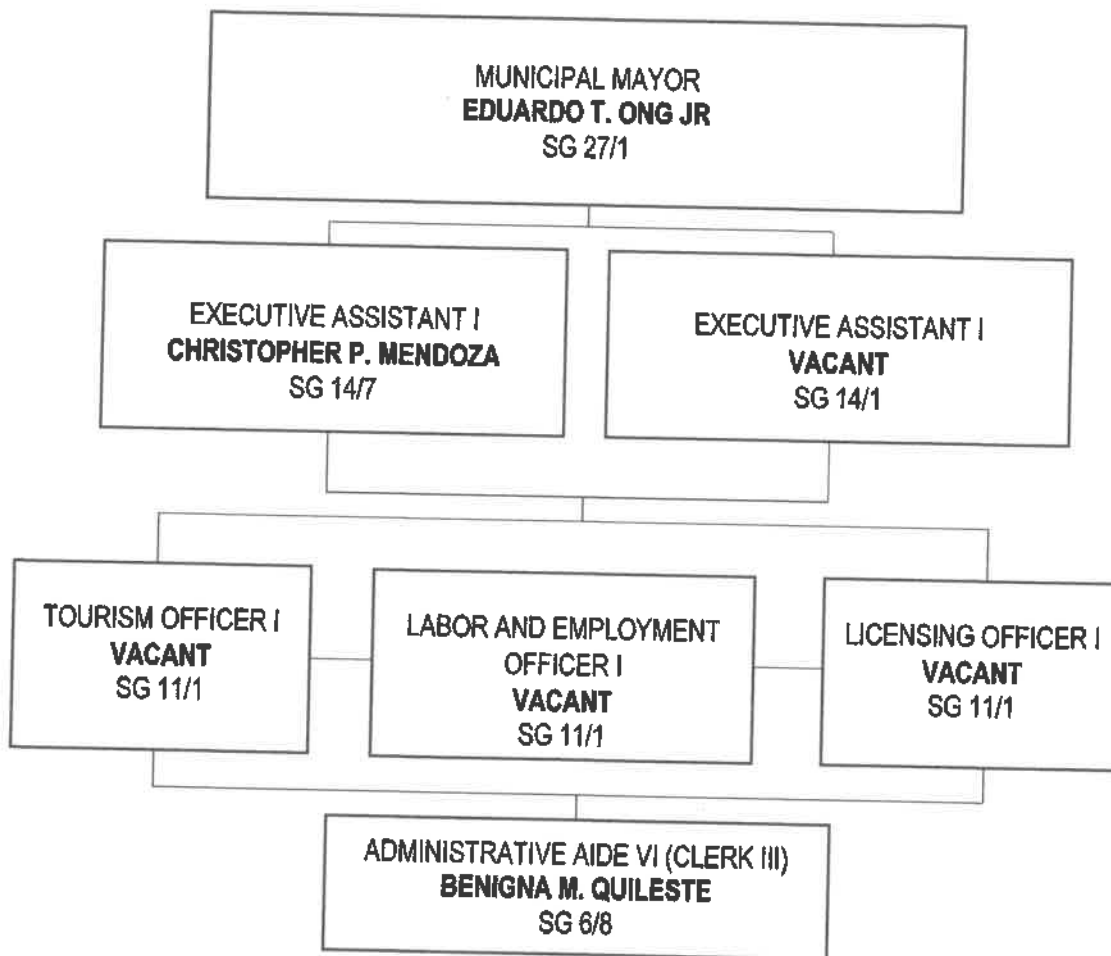 MUNICIPAL MAYOR
EDUARDO T. ONG JR
SG 27/1
EXECUTIVE ASSISTANT I
CHRISTOPHER P. MENDOZA
SG 14/7
EXECUTIVE ASSISTANT I
VACANT
SG 14/1
TOURISM OFFICER I
VACANT
SG 11/1
LABOR AND EMPLOYMENT
OFFICER I
VACANT
SG 11/1
LICENSING OFFICER I
VACANT
SG 11/1
ADMINISTRATIVE AIDE VI (CLERK III)
BENIGNA M. QUILESTE
SG 6/8